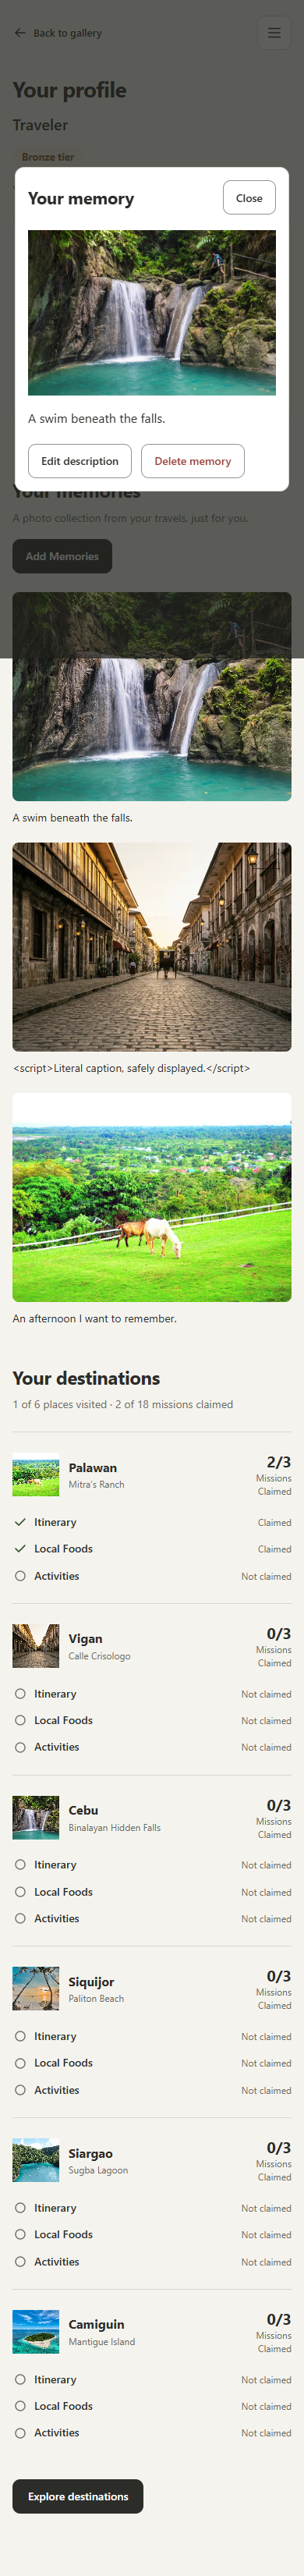 Back to gallery
Your profile
Traveler
Bronze tier
Your memory
Close
A swim beneath the falls.
Edit description
Delete memory
Your memories
A photo collection from your travels, just for you.
Add Memories
A swim beneath the falls.
<script>Literal caption, safely displayed.</script>
An afternoon I want to remember.
Your destinations
1 of 6 places visited · 2 of 18 missions claimed
Palawan
Mitra's Ranch
2/3
Missions
Claimed
Itinerary
Claimed
Local Foods
Claimed
Activities
Not claimed
Vigan
Calle Crisologo
0/3
Missions
Claimed
Itinerary
Not claimed
Local Foods
Not claimed
Activities
Not claimed
Cebu
Binalayan Hidden Falls
0/3
Missions
Claimed
Itinerary
Not claimed
Local Foods
Not claimed
Activities
Not claimed
Siquijor
Paliton Beach
0/3
Missions
Claimed
Itinerary
Not claimed
Local Foods
Not claimed
Activities
Not claimed
Siargao
Sugba Lagoon
0/3
Missions
Claimed
Itinerary
Not claimed
Local Foods
Not claimed
Activities
Not claimed
Camiguin
Mantigue Island
0/3
Missions
Claimed
Itinerary
Not claimed
Local Foods
Not claimed
Activities
Not claimed
Explore destinations